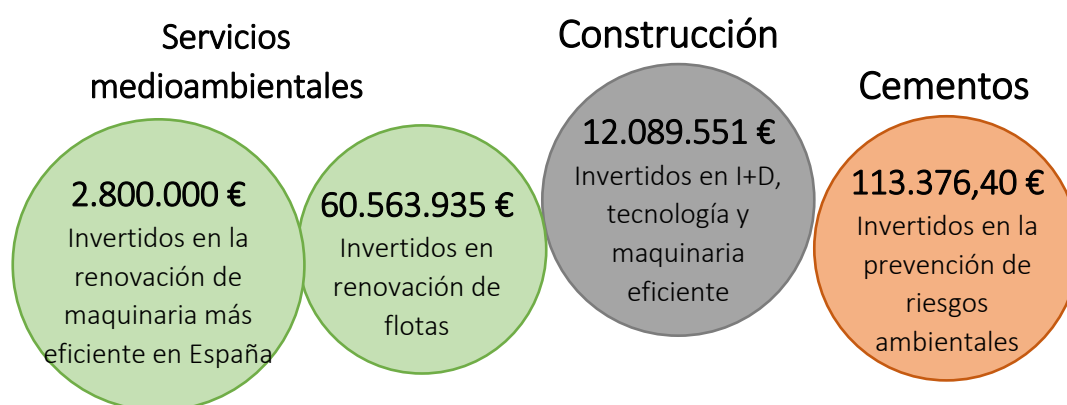 Servicios
medioambientales
2.800.000 €
Invertidos en la
renovación de
maquinaria más
eficiente en España
60.563.935 €
Invertidos en
renovación de
flotas
Construcción
12.089.551 €
Invertidos en I+D,
tecnología y
maquinaria
eficiente
Cementos
113.376,40 €
Invertidos en la
prevención de
riesgos
ambientales